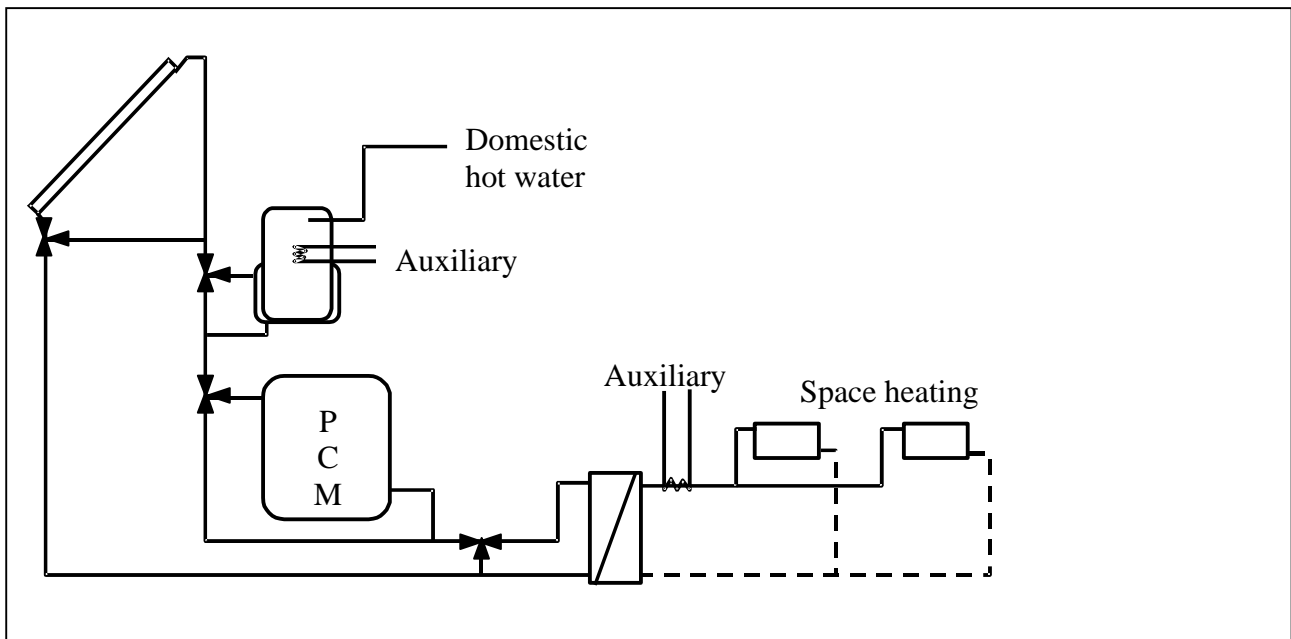 Domestic
hot water
Auxiliary
Auxiliary
Space heating
P
C
M